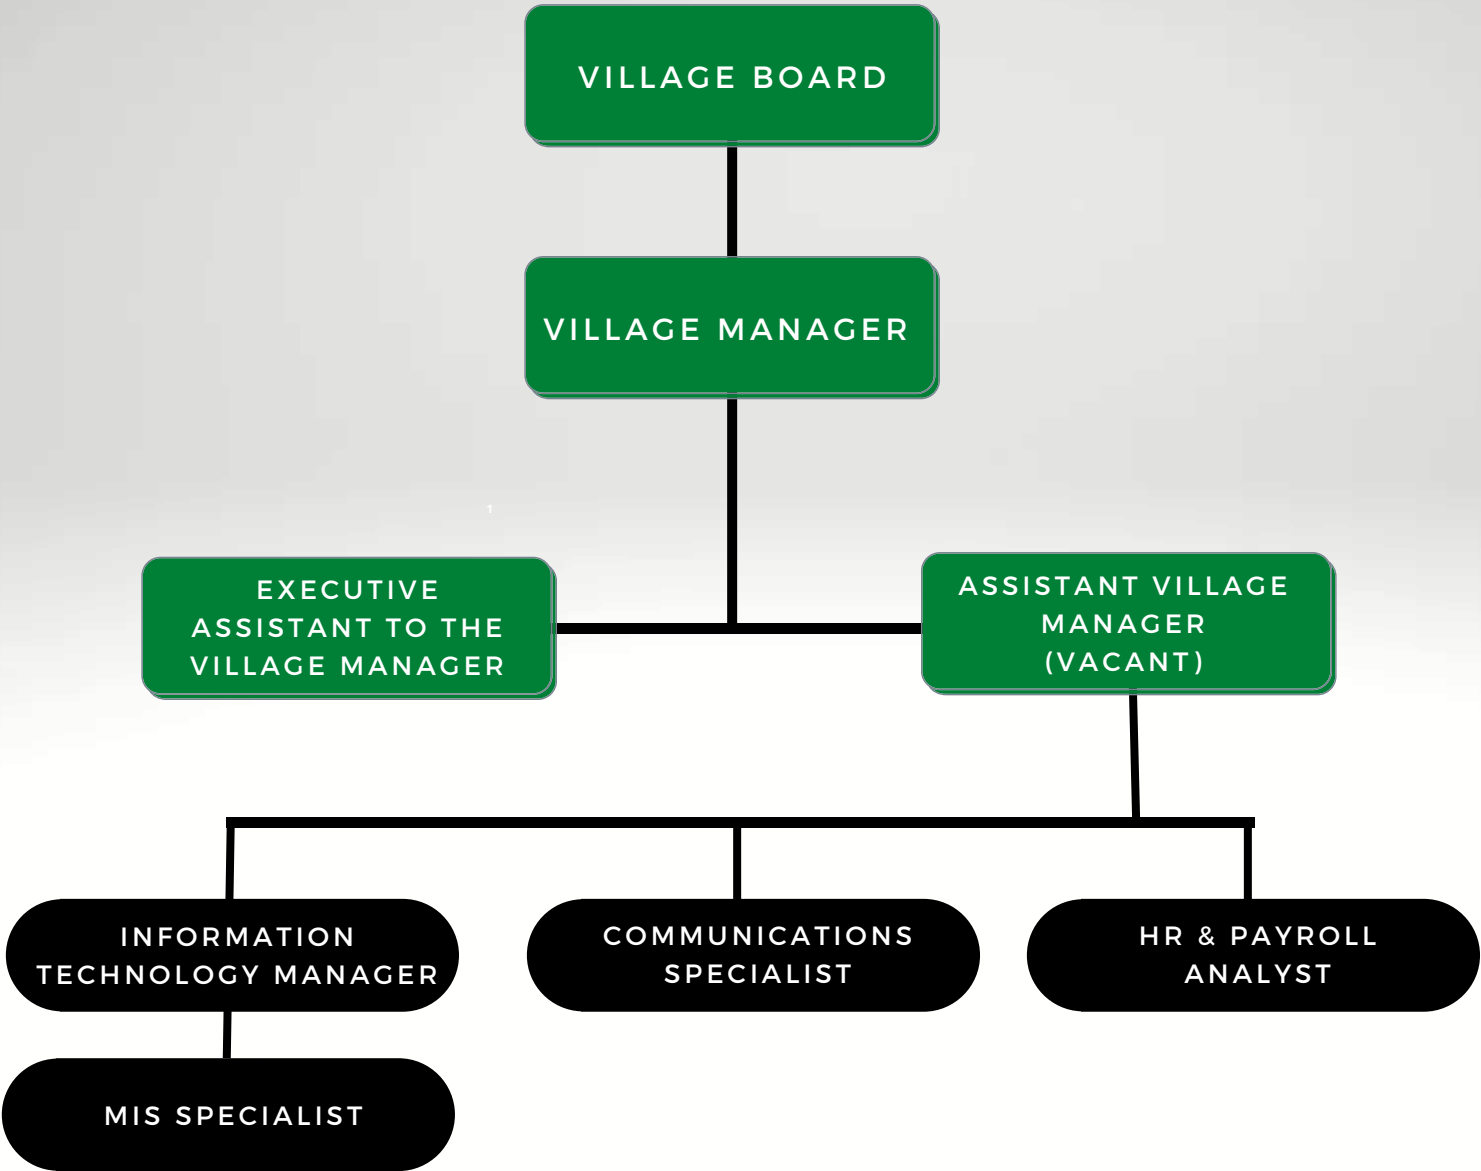 VILLAGE BOARD
VILLAGE MANAGER
1
EXECUTIVE
ASSISTANT TO THE
VILLAGE MANAGER
ASSISTANT VILLAGE
MANAGER
(VACANT)
INFORMATION
TECHNOLOGY MANAGER
COMMUNICATIONS
SPECIALIST
HR & PAYROLL
ANALYST
MIS SPECIALIST